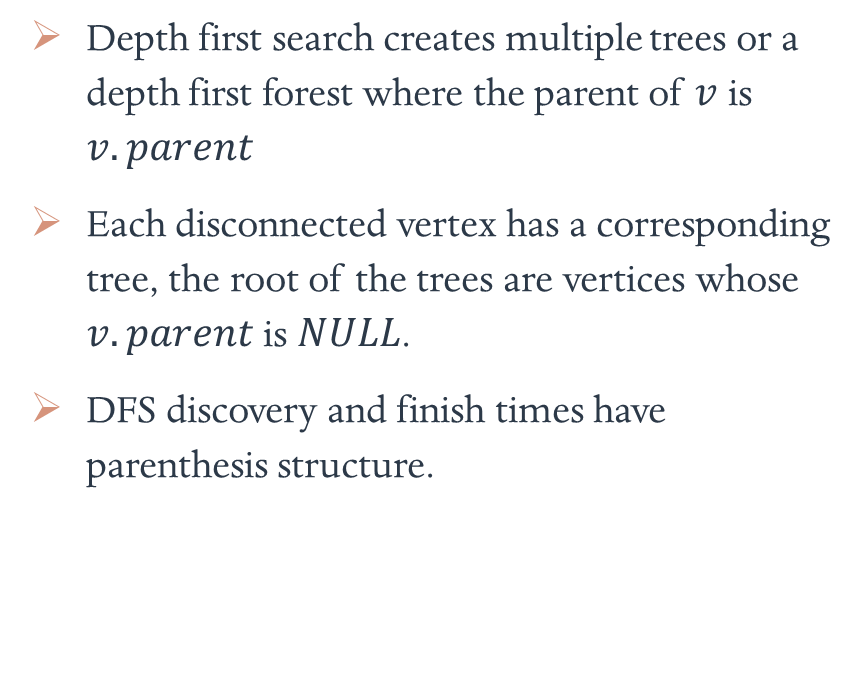 ➢ Depth first search creates multiple trees or a
depth first forest where the parent of v is
v.parent
➢ Each disconnected vertex has a corresponding
tree, the root of the trees are vertices whose
v.parent is NULL.
➢ DFS discovery and finish times have
parenthesis structure.